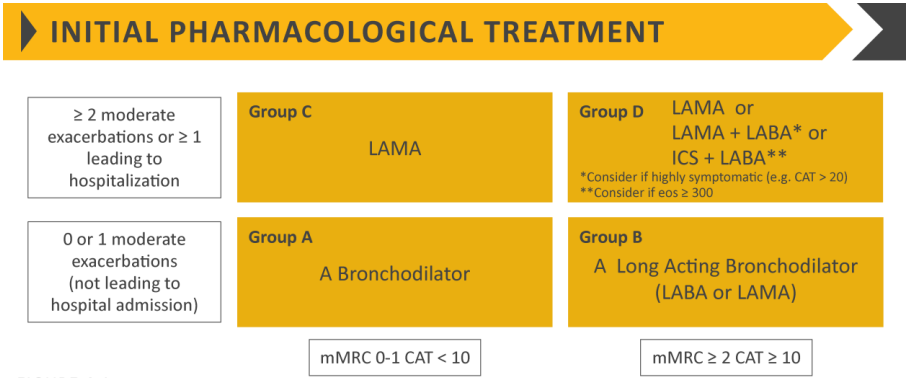 INITIAL PHARMACOLOGICAL TREATMENT
≥ 2 moderate
exacerbations or ≥ 1
leading to
hospitalization
Group C
LAMA
Group D
LAMA or
LAMA + LABA* or
ICS + LABA**
*Consider if highly symptomatic (e.g. CAT > 20)
**Consider if eos ≥ 300
0 or 1 moderate
exacerbations
(not leading to
hospital admission)
Group A
A Bronchodilator
Group B
A Long Acting Bronchodilator
(LABA or LAMA)
mMRC 0-1 CAT < 10
mMRC ≥ 2 CAT ≥ 10